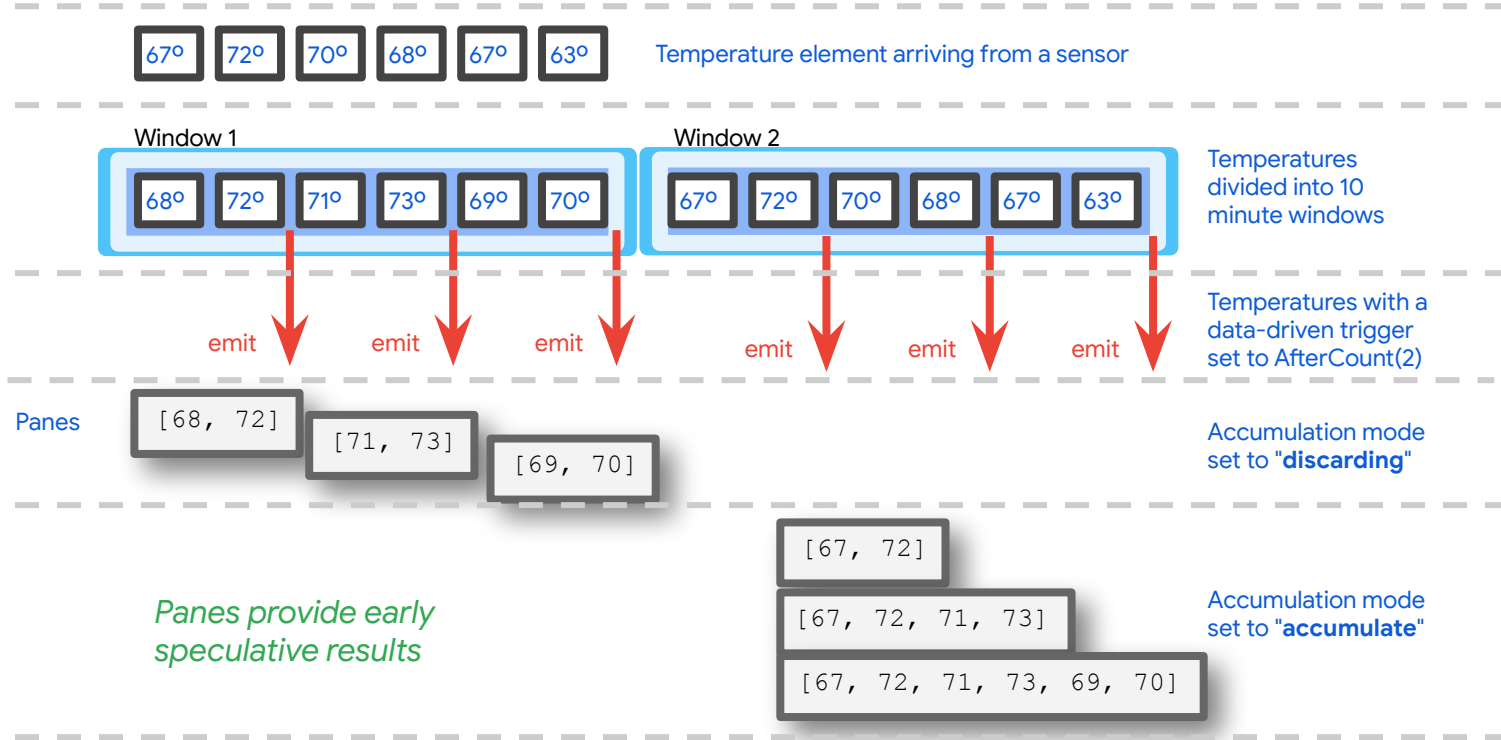 67º 72º 70º 68º 67º 63º Temperature element arriving from a sensor
Window 1
Window 2
68º 72º 71º 73º 69º 70º
67º 72º 70º 68º 67º 63º
Temperatures
divided into 10
minute windows
emit emit emit
emit emit emit
Temperatures with a
data-driven trigger
set to AfterCount(2)
Panes
[68, 72]
[71, 73]
[69, 70]
Accumulation mode
set to "discarding"
[67, 72]
[67, 72, 71, 73]
[67, 72, 71, 73, 69, 70]
Panes provide early
speculative results
Accumulation mode
set to "accumulate"